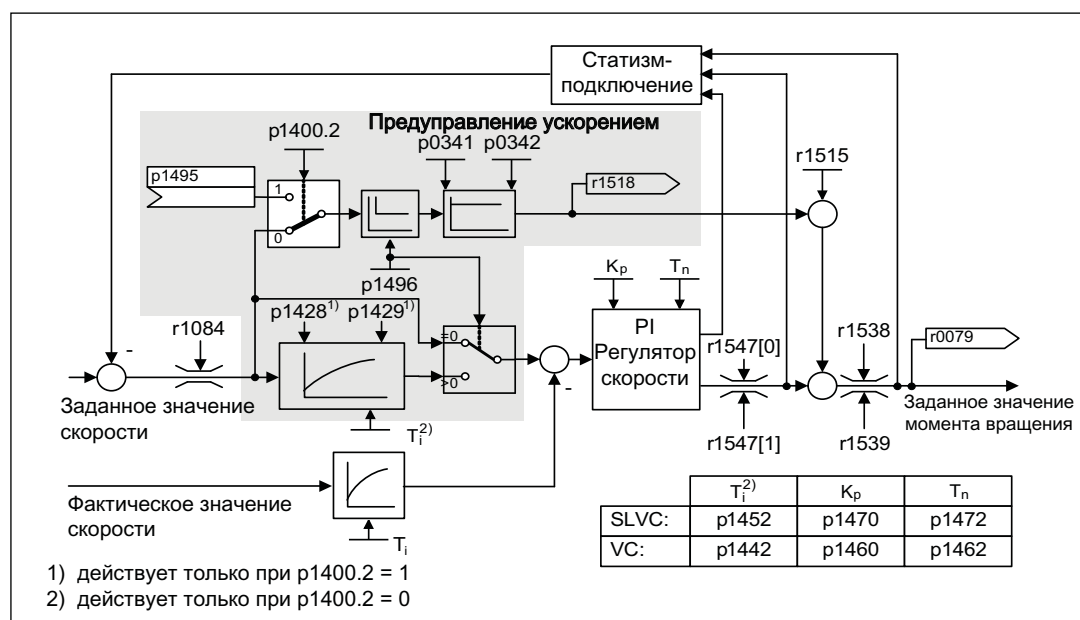 Статизм-
подключение
Предуправление ускорением
p1400.2
p0341
p0342
r1515
p1495
r1518
1
0
p1496
Kp
Tn
p14281)
p14291)
r1084
=0
>0
PI
Регулятор
скорости
r1547[0]
r1538
r0079
-
-
Заданное значение
скорости
Ti2)
r1547[1]
r1539
Заданное значение
момента вращения
Фактическое значение
скорости
Ti
Ti2) Kp Tn
SLVC: p1452 p1470 p1472
VC: p1442 p1460 p1462
1) действует только при p1400.2 = 1
2) действует только при p1400.2 = 0